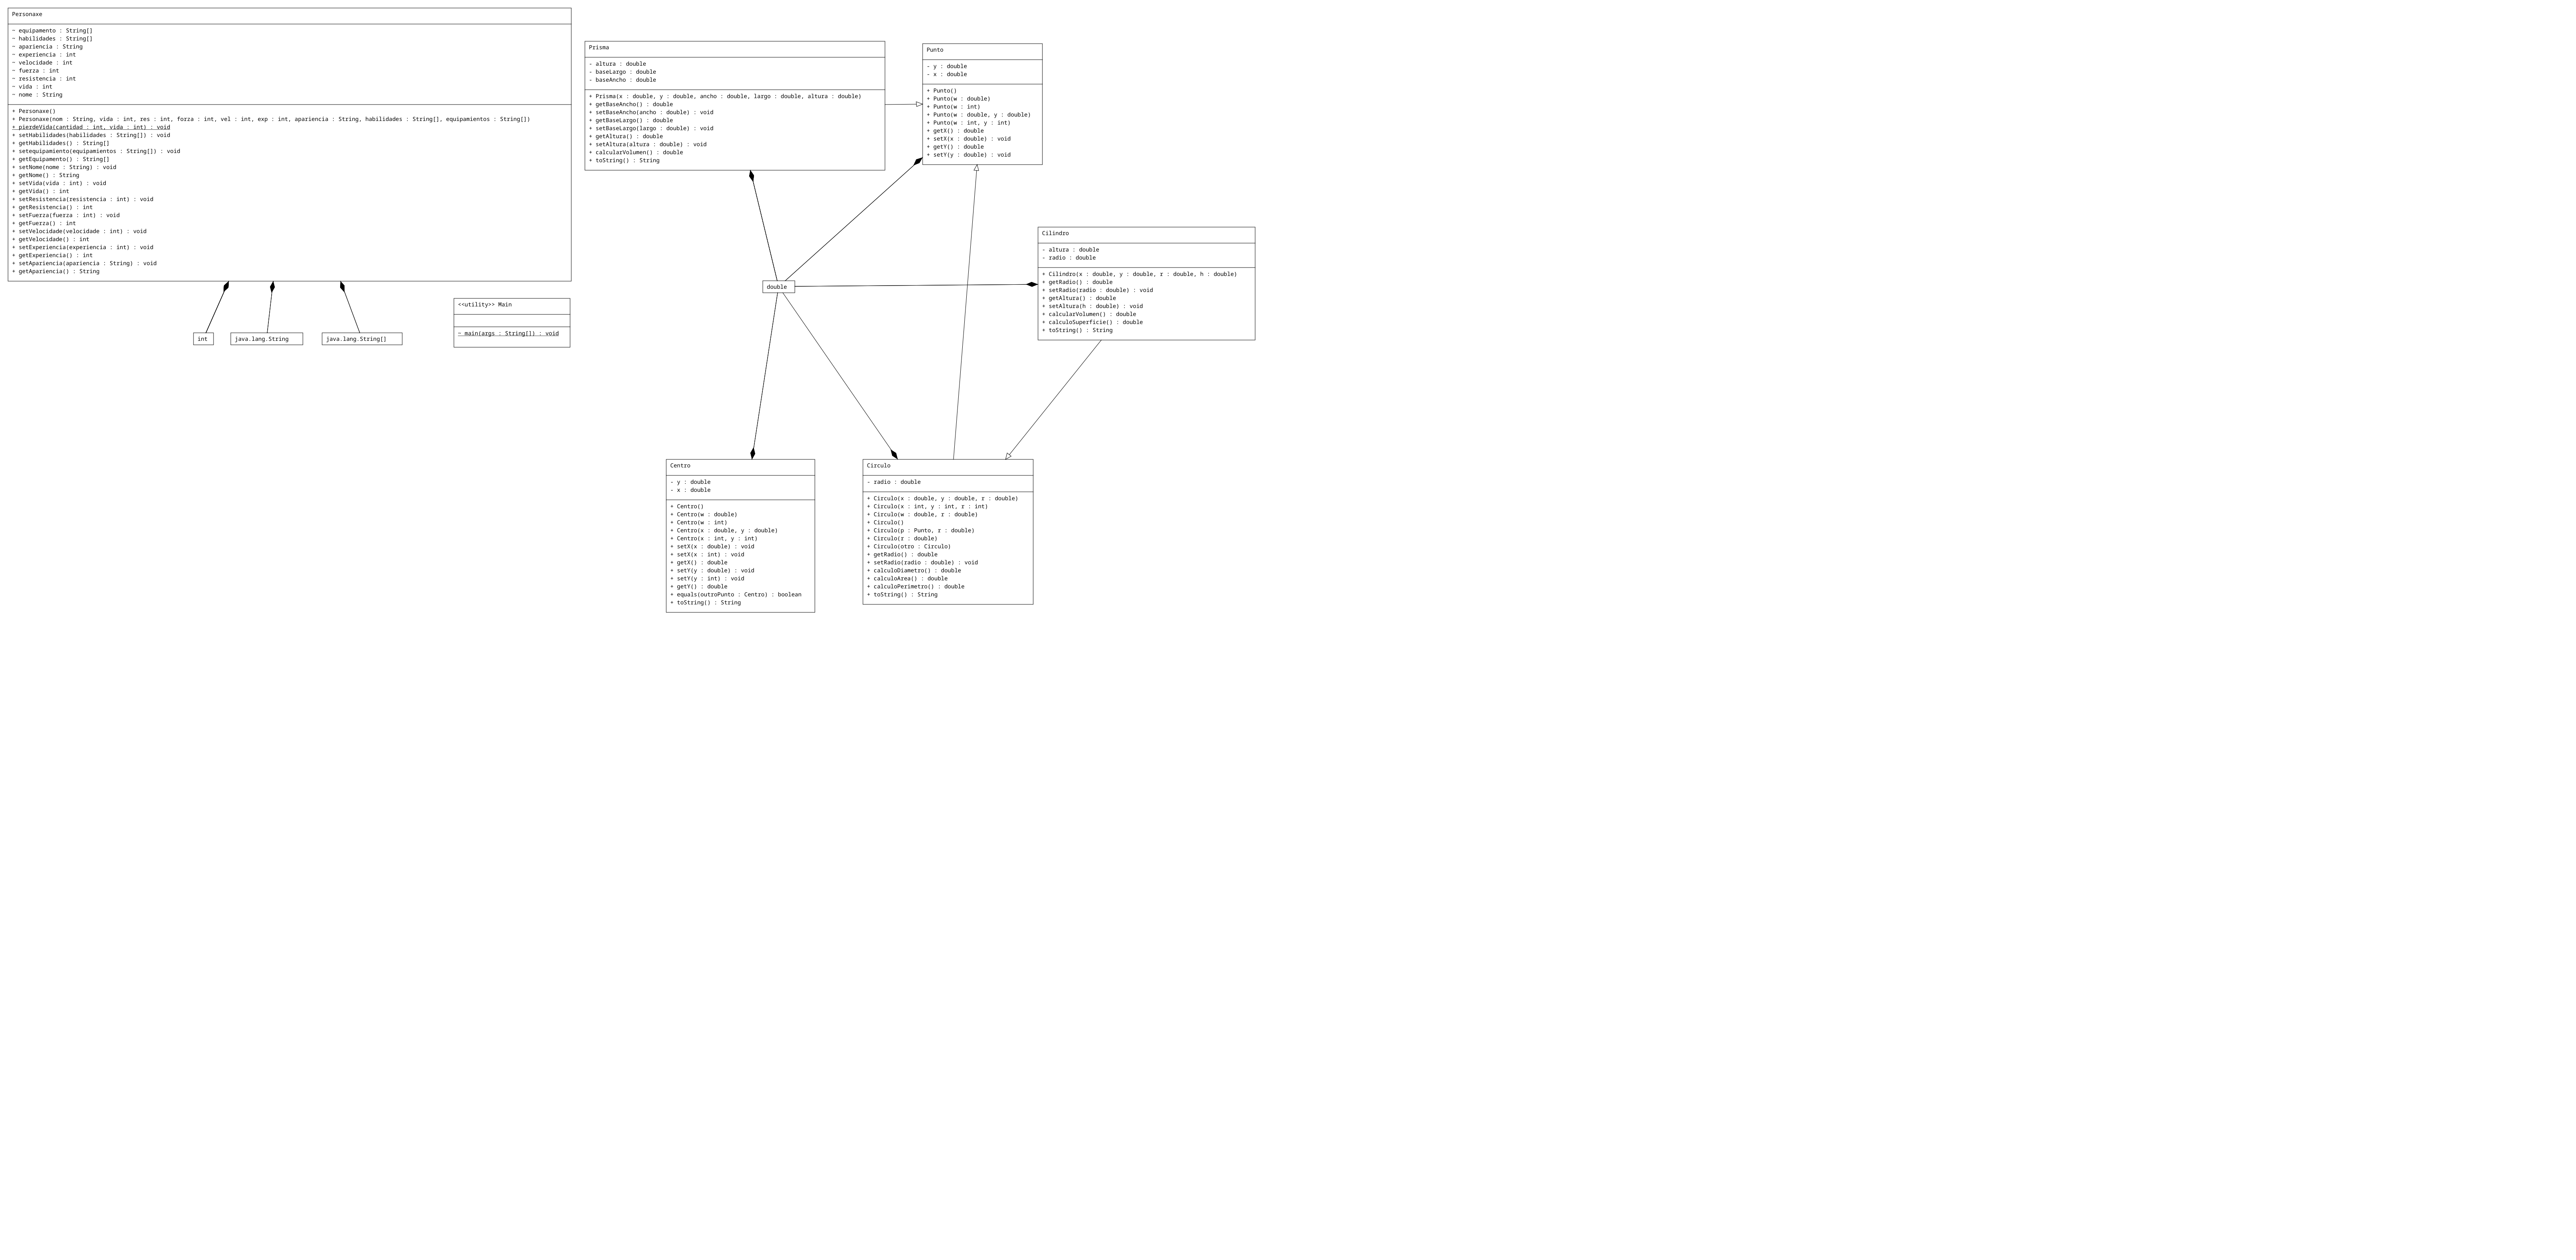 Personaxe
~ equipamento : String[]
~ habilidades : String[]
~ apariencia : String
~ experiencia : int
~ velocidade : int
~ fuerza : int
~ resistencia : int
~ vida : int
~ nome : String
+ Personaxe()
+ Personaxe(nom : String, vida : int, res : int, forza : int, vel : int, exp : int, apariencia : String, habilidades : String[], equipamientos : String[])
+ pierdeVida(cantidad : int, vida : int) : void
+ setHabilidades(habilidades : String[]) : void
+ getHabilidades() : String[]
+ setequipamiento(equipamientos : String[]) : void
+ getEquipamento() : String[]
+ setNome(nome : String) : void
+ getNome() : String
+ setVida(vida : int) : void
+ getVida() : int
+ setResistencia(resistencia : int) : void
+ getResistencia() : int
+ setFuerza(fuerza : int) : void
+ getFuerza() : int
+ setVelocidade(velocidade : int) : void
+ getVelocidade() : int
+ setExperiencia(experiencia : int) : void
+ getExperiencia() : int
+ setApariencia(apariencia : String) : void
+ getApariencia() : String
int
java.lang.String
java.lang.String[]
<<utility>> Main
~ main(args : String[]) : void
Prisma
- altura : double
- baseLargo : double
- baseAncho : double
+ Prisma(x : double, y : double, ancho : double, largo : double, altura : double)
+ getBaseAncho() : double
+ setBaseAncho(ancho : double) : void
+ getBaseLargo() : double
+ setBaseLargo(largo : double) : void
+ getAltura() : double
+ setAltura(altura : double) : void
+ calcularVolumen() : double
+ toString() : String
Punto
- y : double
- x : double
+ Punto()
+ Punto(w : double)
+ Punto(w : int)
+ Punto(w : double, y : double)
+ Punto(w : int, y : int)
+ getX() : double
+ setX(x : double) : void
+ getY() : double
+ setY(y : double) : void
double
Cilindro
- altura : double
- radio : double
+ Cilindro(x : double, y : double, r : double, h : double)
+ getRadio() : double
+ setRadio(radio : double) : void
+ getAltura() : double
+ setAltura(h : double) : void
+ calcularVolumen() : double
+ calculoSuperficie() : double
+ toString() : String
Centro
- y : double
- x : double
+ Centro()
+ Centro(w : double)
+ Centro(w : int)
+ Centro(x : double, y : double)
+ Centro(x : int, y : int)
+ setX(x : double) : void
+ setX(x : int) : void
+ getX() : double
+ setY(y : double) : void
+ setY(y : int) : void
+ getY() : double
+ equals(outroPunto : Centro) : boolean
+ toString() : String
Circulo
- radio : double
+ Circulo(x : double, y : double, r : double)
+ Circulo(x : int, y : int, r : int)
+ Circulo(w : double, r : double)
+ Circulo()
+ Circulo(p : Punto, r : double)
+ Circulo(r : double)
+ Circulo(otro : Circulo)
+ getRadio() : double
+ setRadio(radio : double) : void
+ calculoDiametro() : double
+ calculoArea() : double
+ calculoPerimetro() : double
+ toString() : String